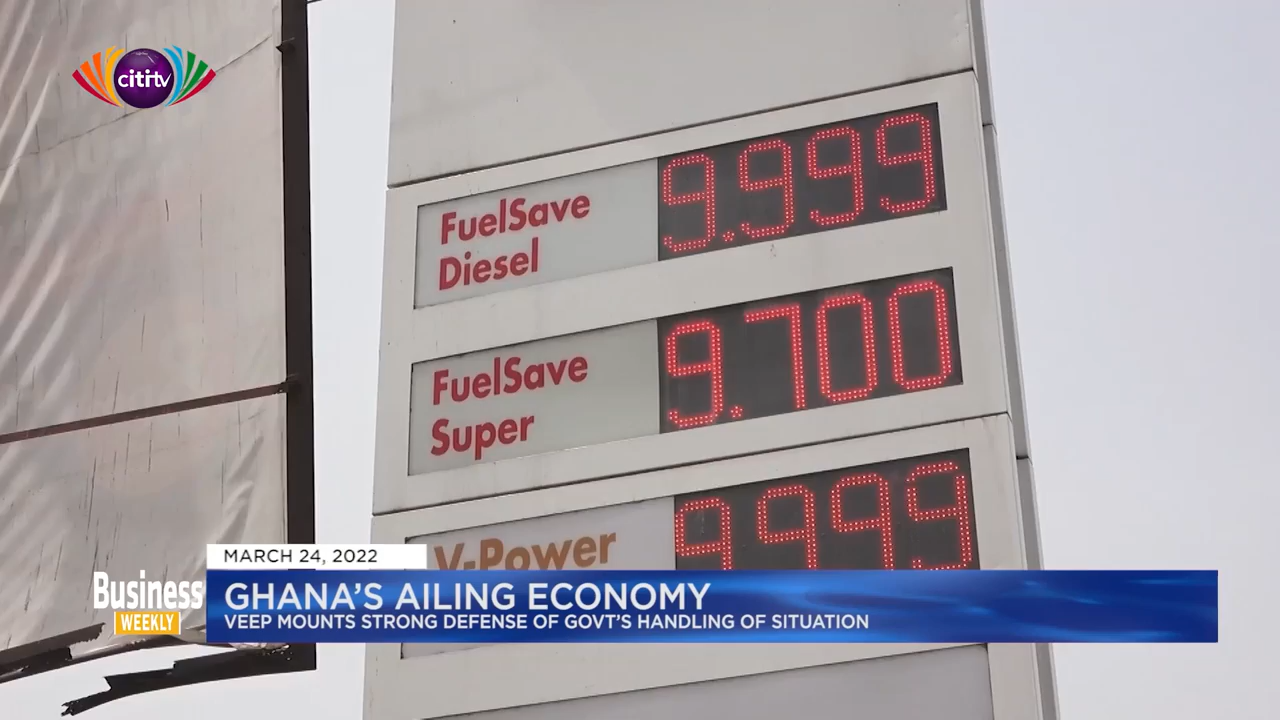 citi tv
FuelSave
Diesel
9.999
FuelSave
Super
9.700
V-Power
9.999
MARCH 24, 2022
Business
WEEKLY
GHANA'S AILING ECONOMY
VEEP MOUNTS STRONG DEFENSE OF GOVT'S HANDLING OF SITUATION